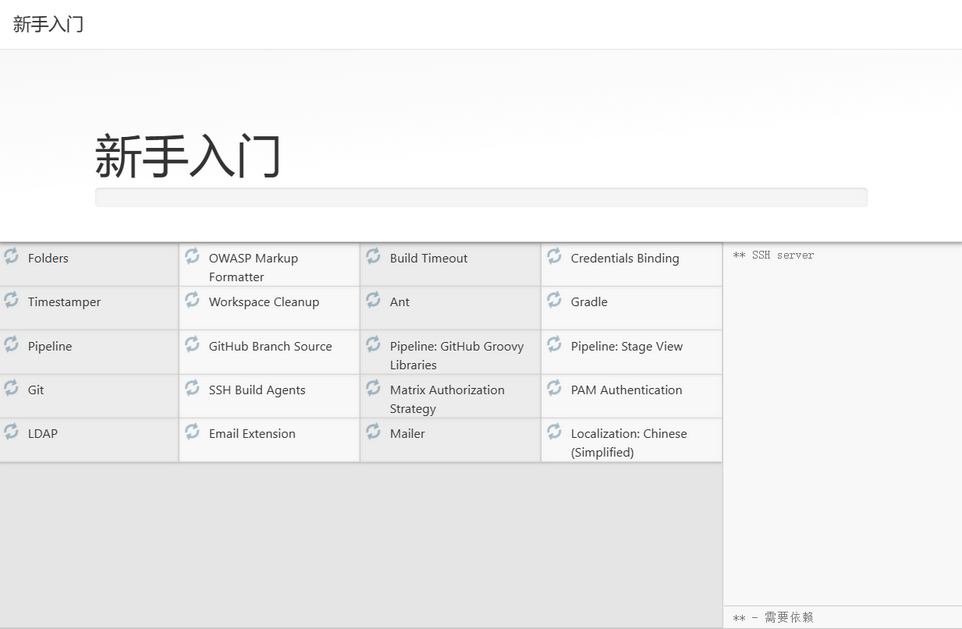 新手入门
新手入门
Folders
OWASP Markup
Formatter
Build Timeout
Credentials Binding
** SSH server
Timestamper
Workspace Cleanup
Ant
Gradle
Pipeline
GitHub Branch Source
Pipeline: GitHub Groovy
Libraries
Pipeline: Stage View
Git
SSH Build Agents
Matrix Authorization
Strategy
PAM Authentication
LDAP
Email Extension
Mailer
Localization: Chinese
(Simplified)
** - 需要依赖